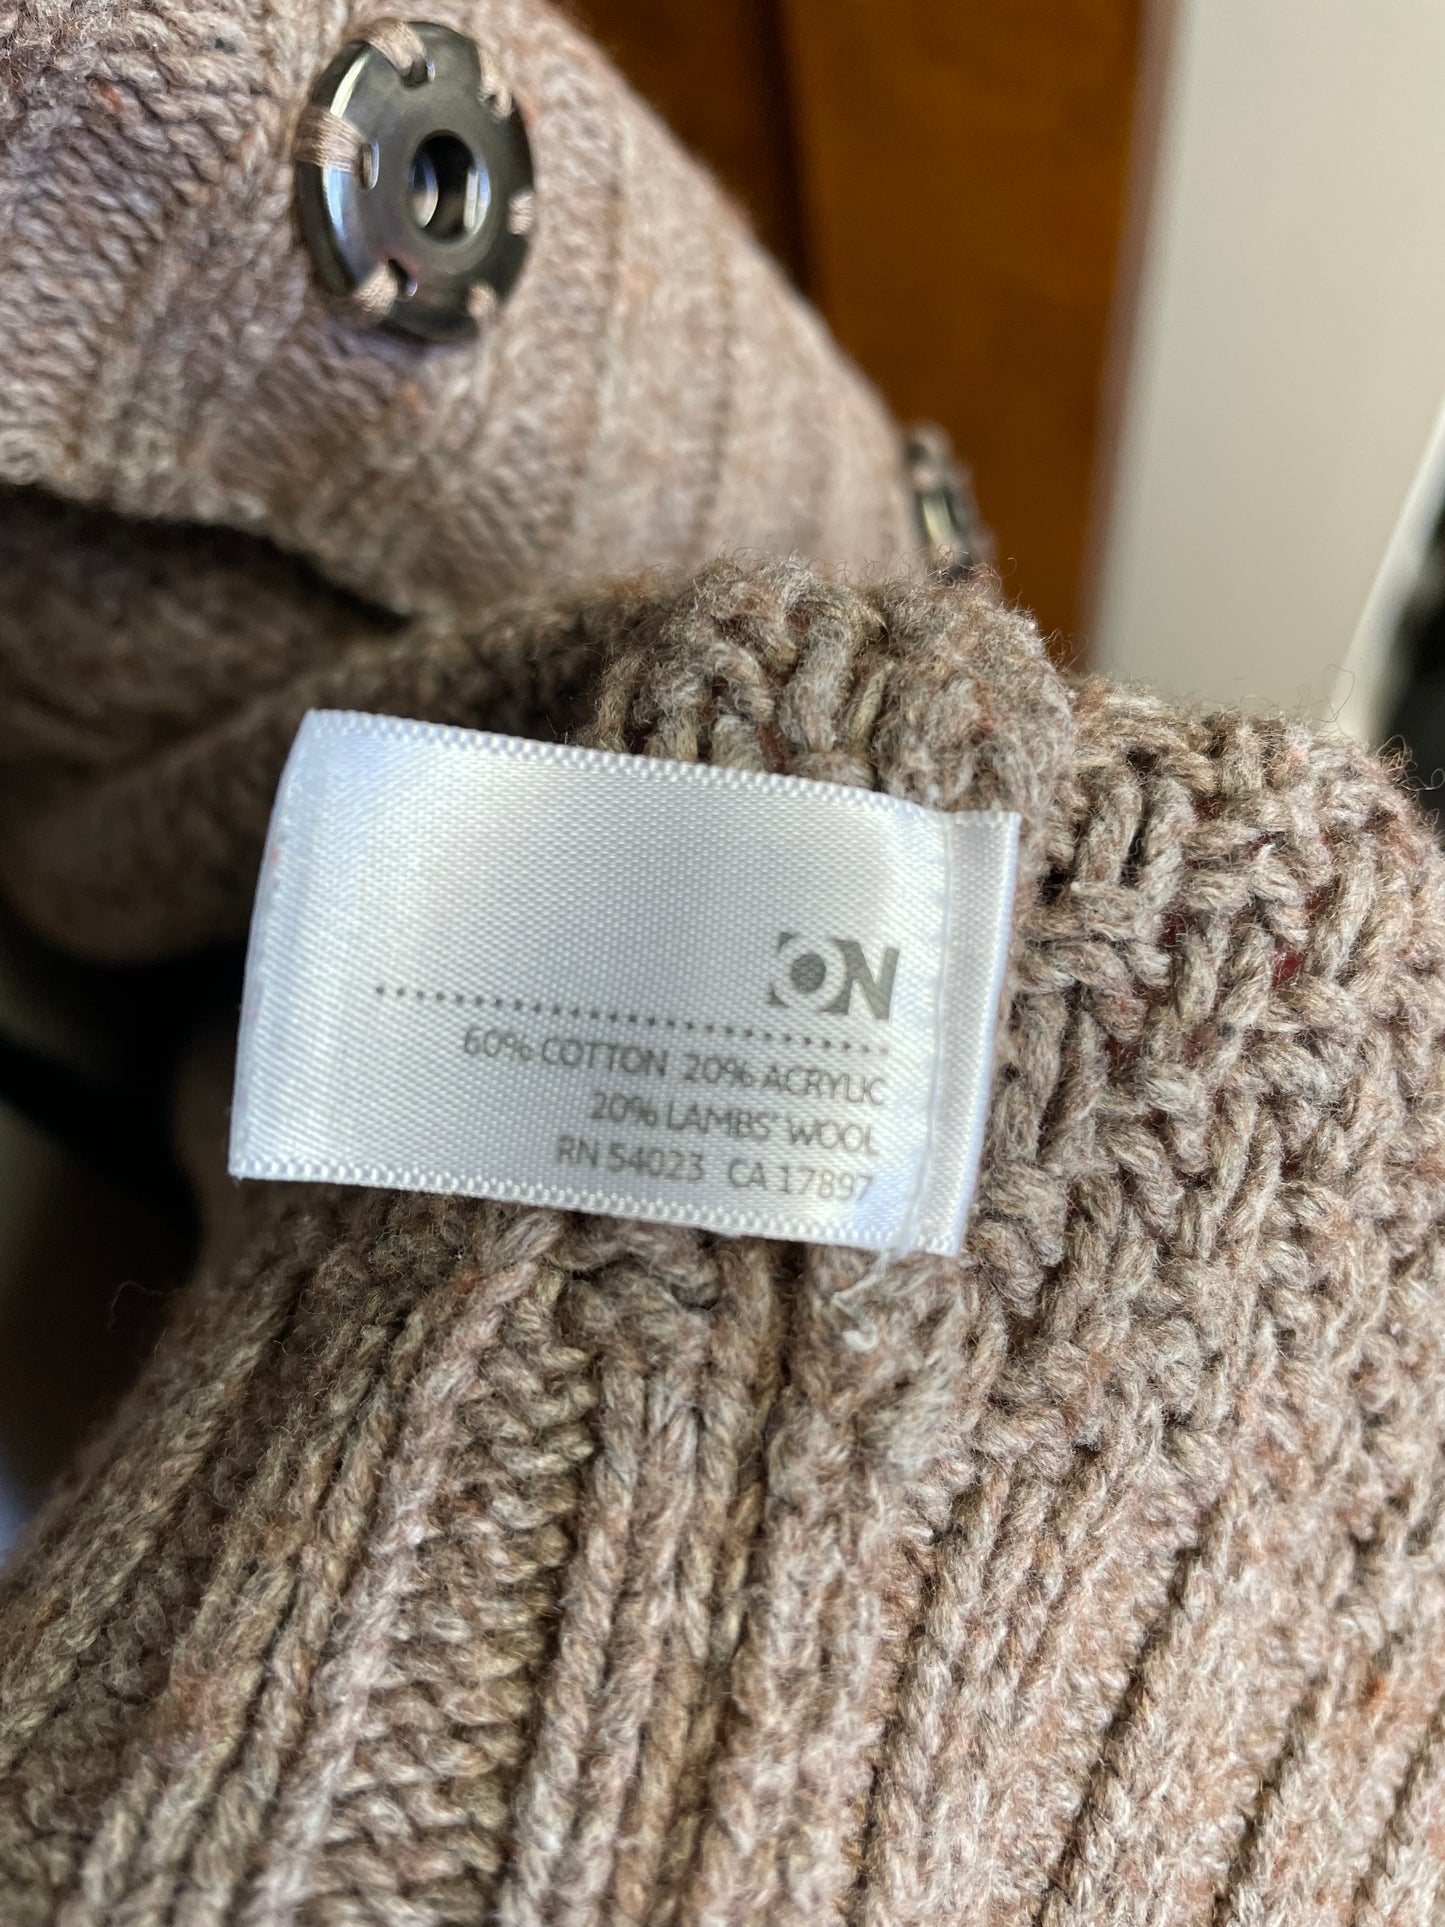 ON
60% COTTON 20% ACRYLIC
20% LAMBS' WOOL
RN 54023 CA 17897